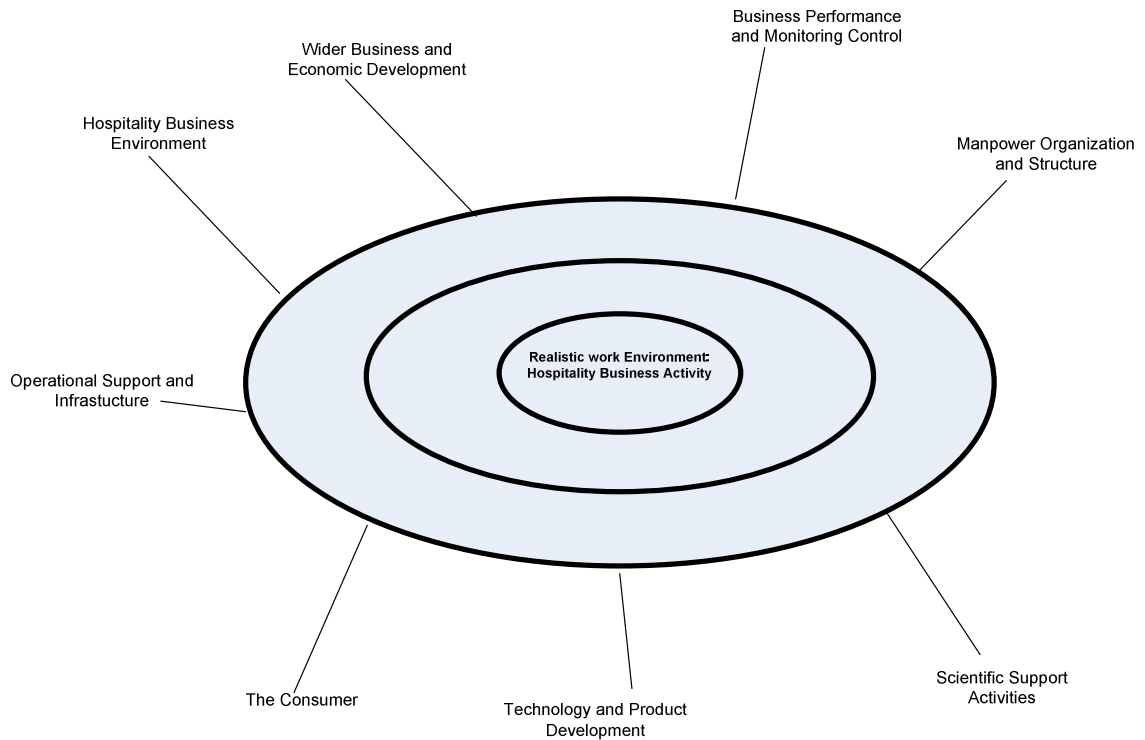 Business Performance
and Monitoring Control
Wider Business and
Economic Development
Hospitality Business
Environment
Manpower Organization
and Structure
Realistic work Environment:
Hospitality Business Activity
Operational Support and
Infrastucture
The Consumer
Technology and Product
Development
Scientific Support
Activities